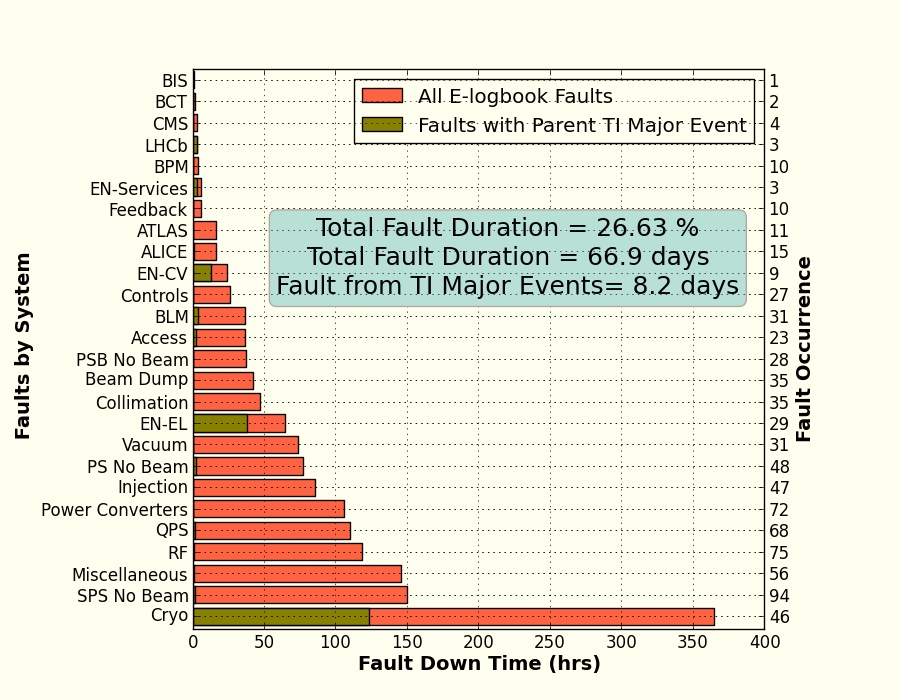 BIS 1
BCT 2
CMS 4
LHCb 3
BPM 10
EN-Services 3
Feedback 10
ATLAS 11
ALICE 15
EN-CV 9
Controls 27
BLM 31
Access 23
PSB No Beam 28
Beam Dump 35
Collimation 35
EN-EL 29
Vacuum 31
PS No Beam 48
Injection 47
Power Converters 72
QPS 68
RF 75
Miscellaneous 56
SPS No Beam 94
Cryo 46
All E-logbook Faults
Faults with Parent TI Major Event
Total Fault Duration = 26.63 %
Total Fault Duration = 66.9 days
Fault from TI Major Events= 8.2 days
Faults by System
Fault Occurrence
0 50 100 150 200 250 300 350 400
Fault Down Time (hrs)